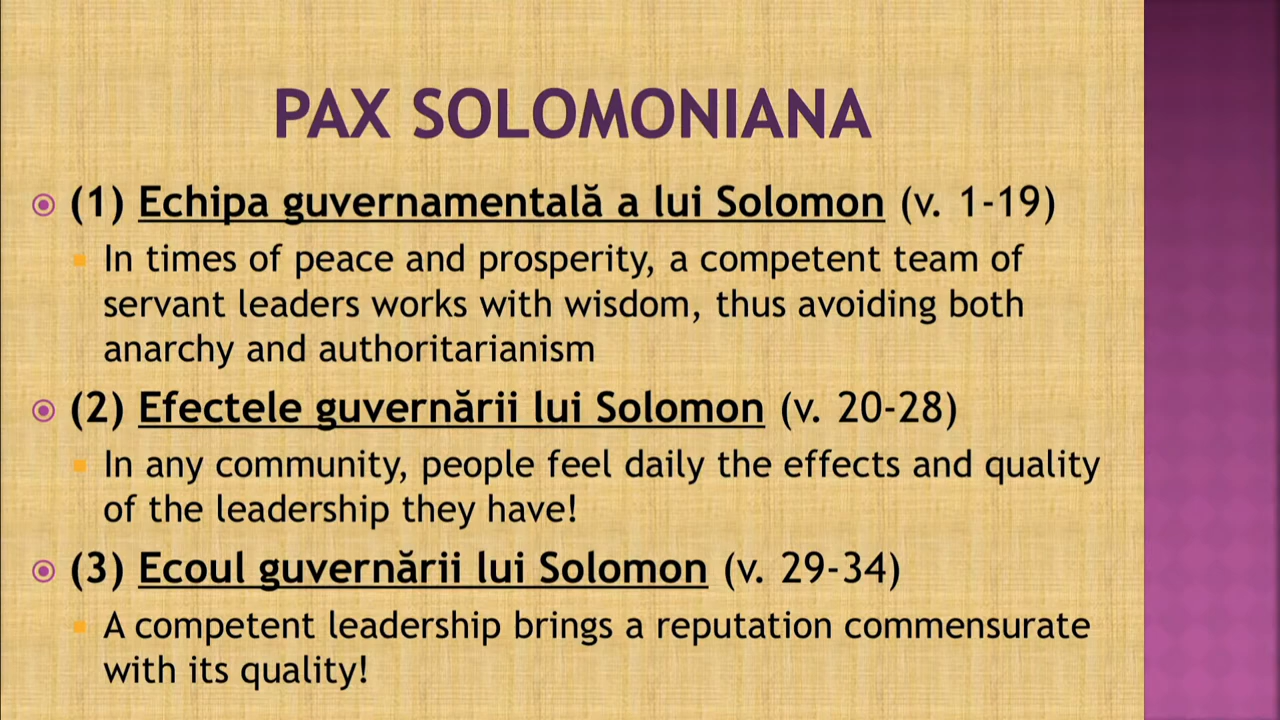 PAX SOLOMONIANA
(1) Echipa guvernamentală a lui Solomon (v. 1-19)
In times of peace and prosperity, a competent team of
servant leaders works with wisdom, thus avoiding both
anarchy and authoritarianism
(2) Efectele guvernării lui Solomon (v. 20-28)
In any community, people feel daily the effects and quality
of the leadership they have!
(3) Ecoul guvernării lui Solomon (v. 29-34)
A competent leadership brings a reputation commensurate
with its quality!